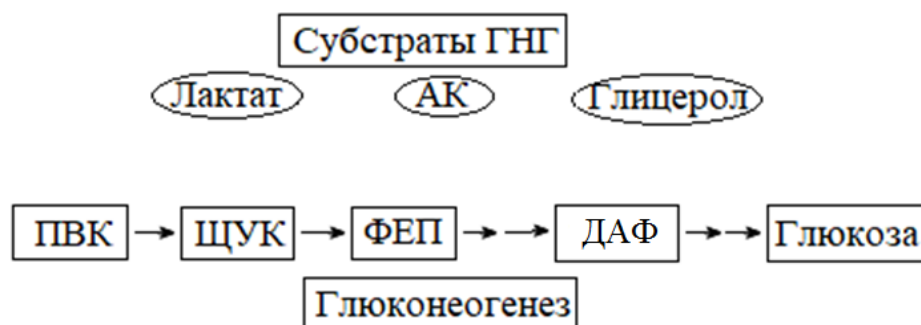 Субстраты ГНГ
Лактат АК Глицерол
ПВК ЩУК ФЕП ДАФ Глюкоза
Глюконеогенез